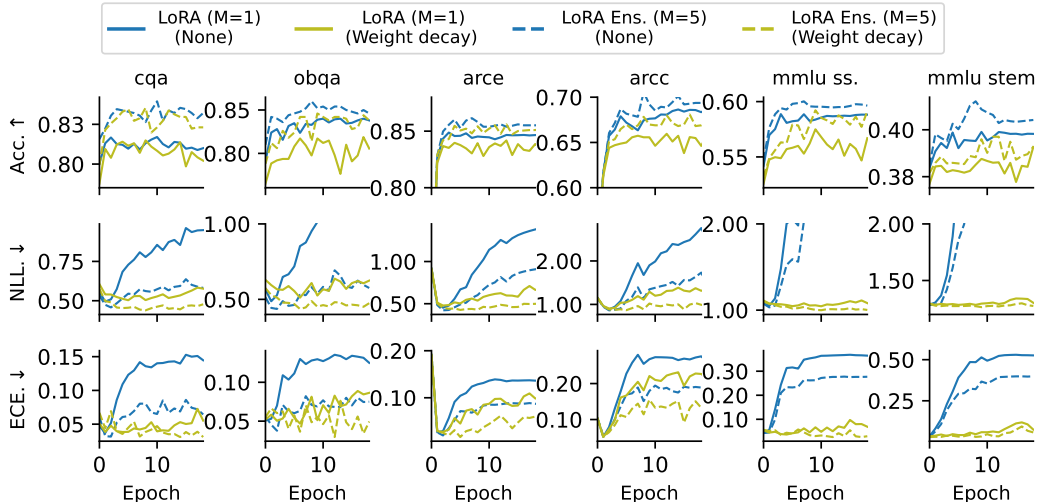 LoRA (M=1)
(None)
LoRA (M=1)
(Weight decay)
LoRA Ens. (M=5)
(None)
LoRA Ens. (M=5)
(Weight decay)
cqa obqa arce arcc mmlu ss. mmlu stem
Acc. ↑
0.83 0.85 0.85 0.70 0.60 0.40
0.80 0.80 0.80 0.65 0.55 0.38
0.60
NLL. ↓
0.75 1.00 1.00 2.00 2.00 2.00
0.50 0.50 0.50 1.00 1.00 1.50
ECE. ↓
0.15 0.10 0.20 0.20 0.30 0.50
0.10 0.05 0.10 0.10 0.20 0.25
0.05 0.10
0 10 0 10 0 10 0 10 0 10 0 10
Epoch Epoch Epoch Epoch Epoch Epoch